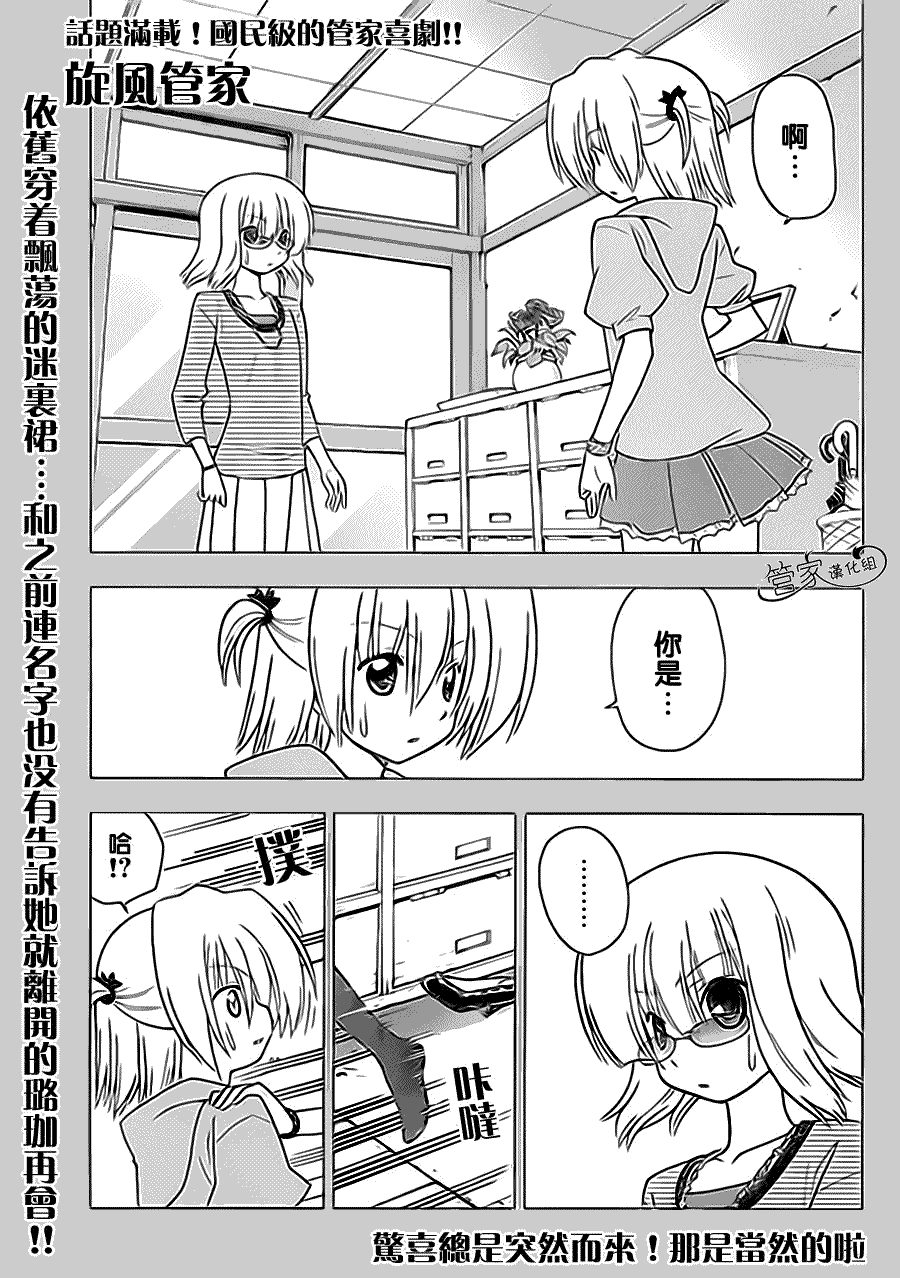 話題滿載！國民級的管家喜劇!!
旋風管家
依舊穿着飄蕩的迷裏裙…和之前連名字也没有告訴她就離開的璐珈再會!!
啊…
管家漢化組
你是…
………
咔噠
撲
哈!?
驚喜總是突然而來！那是當然的啦